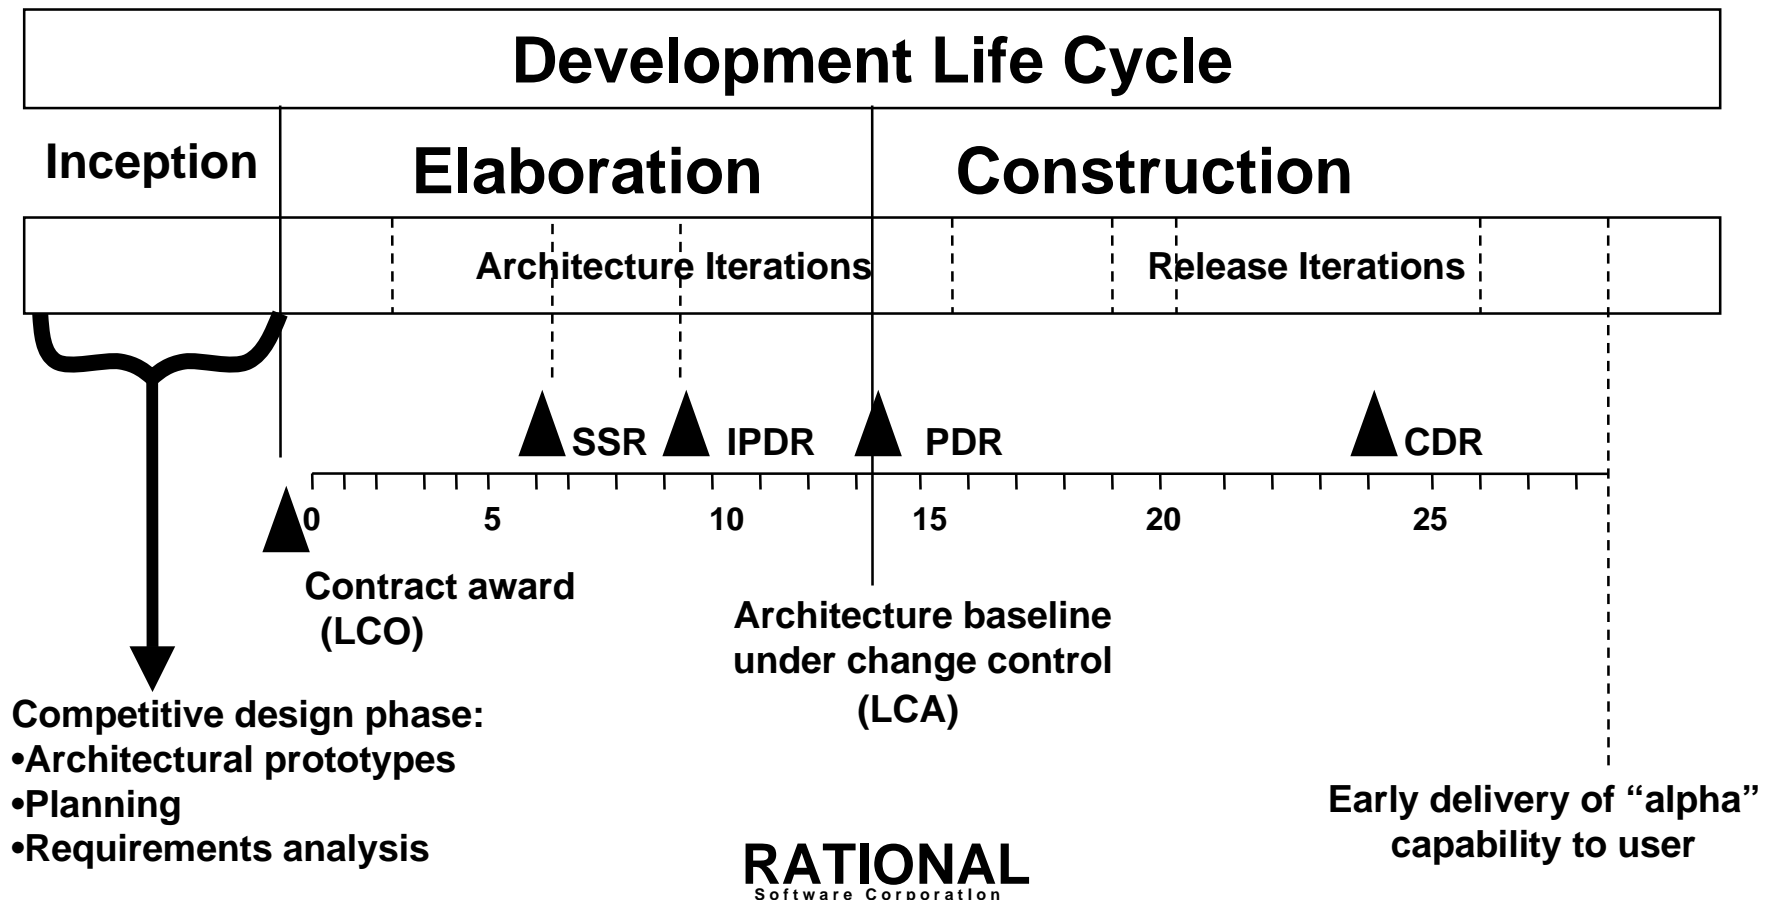 Development Life Cycle
Inception
Elaboration
Construction
Architecture Iterations
Release Iterations
SSR
IPDR
PDR
CDR
0
5
10
15
20
25
Contract award
(LCO)
Architecture baseline
under change control
(LCA)
Competitive design phase:
•Architectural prototypes
•Planning
•Requirements analysis
Early delivery of “alpha”
capability to user
RATIONAL
Software Corporation